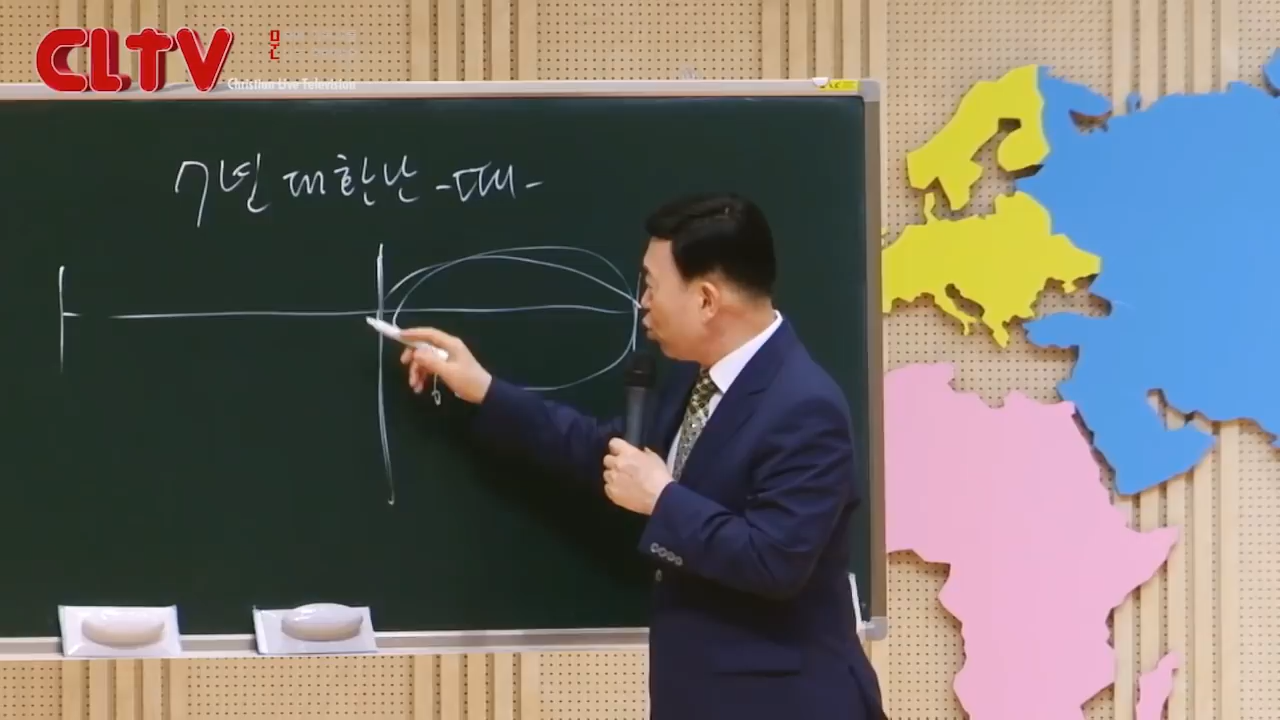 CLTV
Christian Live Television
7년 대환난 -때-